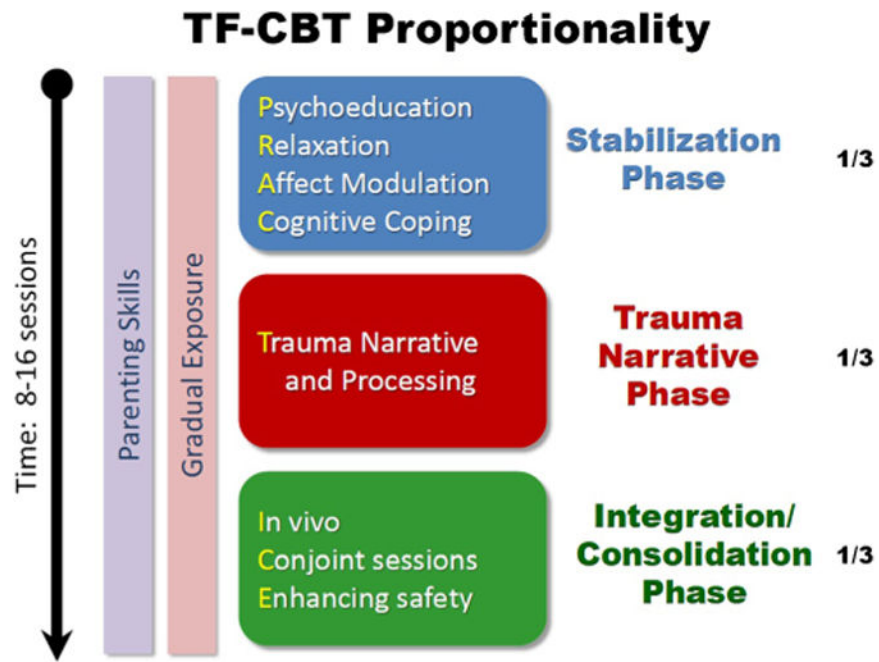 TF-CBT Proportionality
Time: 8-16 sessions
Parenting Skills
Gradual Exposure
Psychoeducation
Relaxation
Affect Modulation
Cognitive Coping
Stabilization
Phase
1/3
Trauma Narrative
and Processing
Trauma
Narrative
Phase
1/3
In vivo
Conjoint sessions
Enhancing safety
Integration/
Consolidation
Phase
1/3